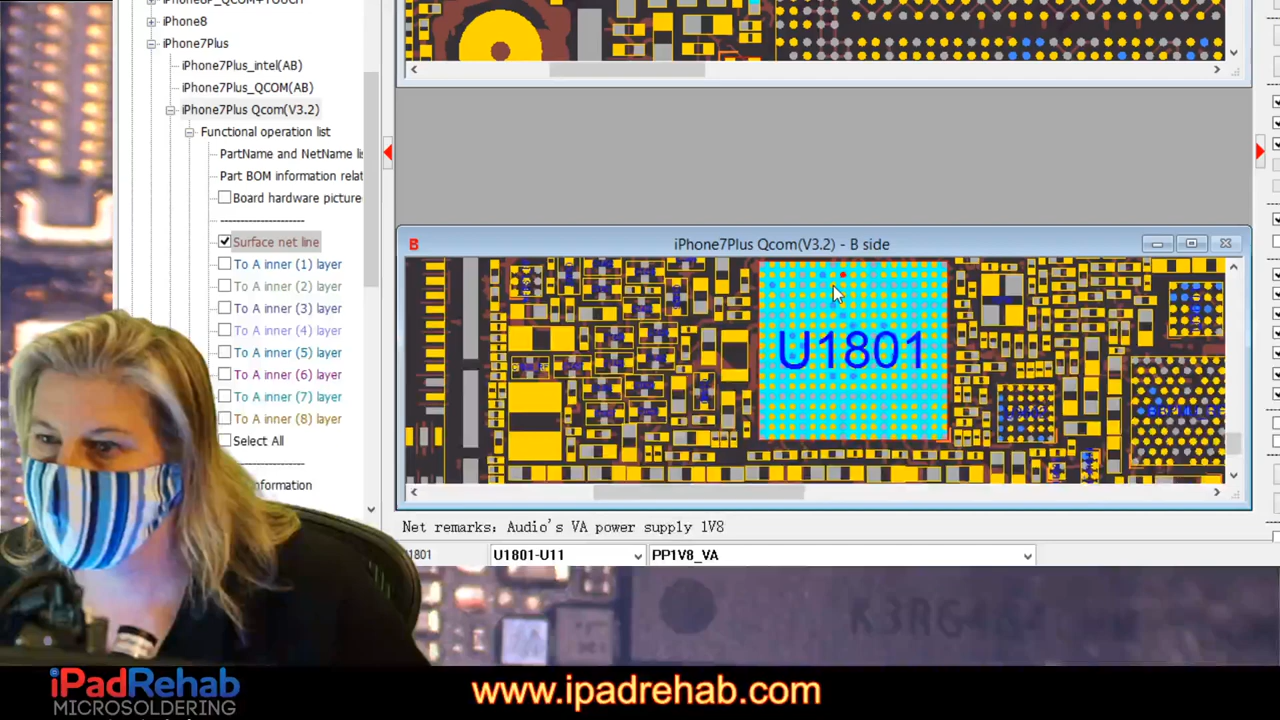 iPhone8
iPhone7Plus
iPhone7Plus_intel(AB)
iPhone7Plus_QCOM(AB)
iPhone7Plus Qcom(V3.2)
Functional operation list
PartName and NetName li
Part BOM information relat
Board hardware picture
--------------------
Surface net line
To A inner (1) layer
To A inner (2) layer
To A inner (3) layer
To A inner (4) layer
To A inner (5) layer
To A inner (6) layer
To A inner (7) layer
To A inner (8) layer
Select All
nformation
B
iPhone7Plus Qcom(V3.2) - B side
U1801
Net remarks: Audio's VA power supply 1V8
1801
U1801-U11
PP1V8_VA
iPadRehab
MICROSOLDERING
www.ipadrehab.com